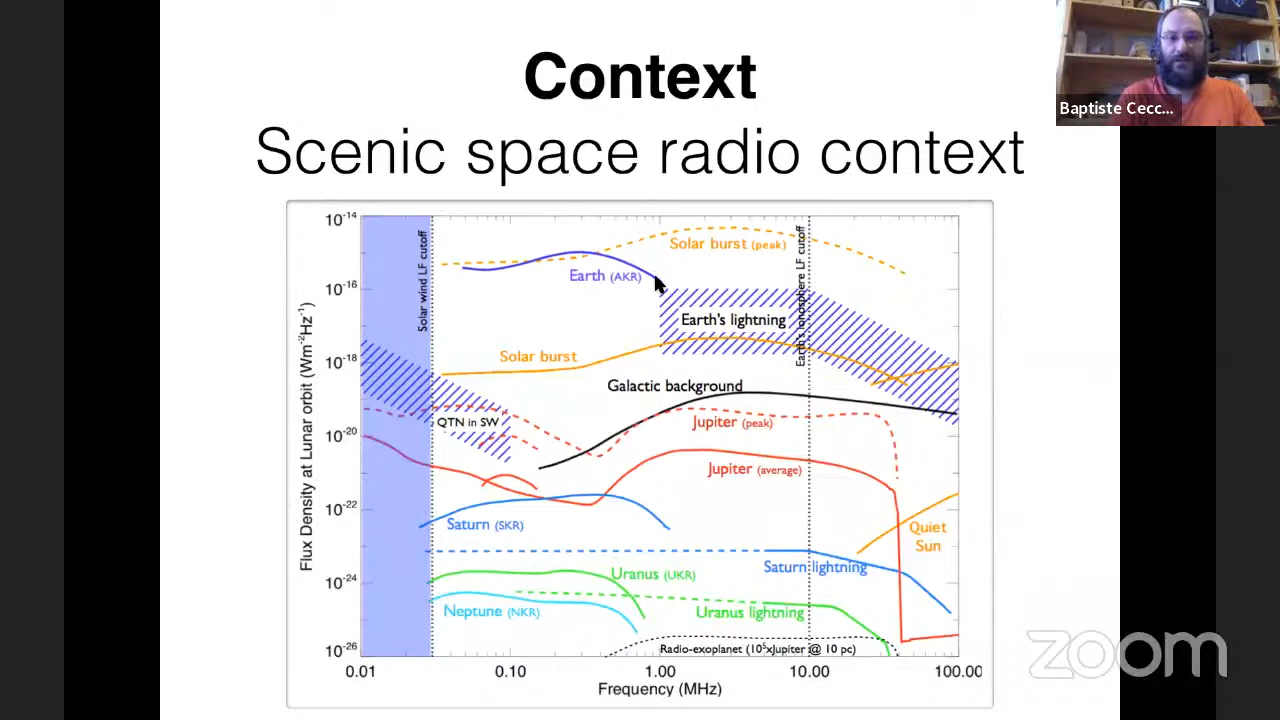 Context
Scenic space radio context
Baptiste Cecc...
Flux Density at Lunar orbit (Wm⁻²Hz⁻¹)
10⁻¹⁴
10⁻¹⁶
10⁻¹⁸
10⁻²⁰
10⁻²²
10⁻²⁴
10⁻²⁶
Solar wind LF cutoff
Earth's ionosphere LF cutoff
Solar burst (peak)
Earth (AKR)
Earth's lightning
Solar burst
Galactic background
QTN in SW
Jupiter (peak)
Jupiter (average)
Saturn (SKR)
Quiet
Sun
Saturn lightning
Uranus (UKR)
Neptune (NKR)
Uranus lightning
Radio-exoplanet (10⁵xJupiter @ 10 pc)
0.01
0.10
1.00
10.00
100.00
Frequency (MHz)
zoom